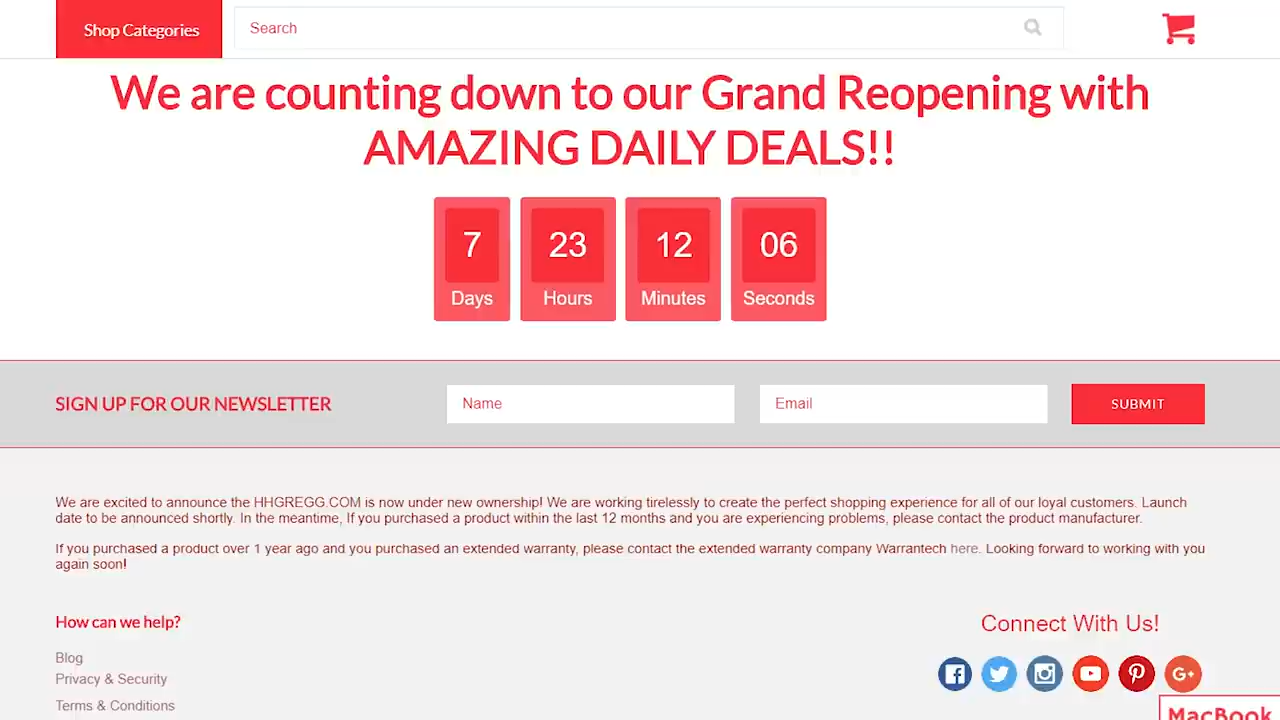 Shop Categories
Search
We are counting down to our Grand Reopening with
AMAZING DAILY DEALS!!
7 23 12 06
Days Hours Minutes Seconds
SIGN UP FOR OUR NEWSLETTER Name Email SUBMIT
We are excited to announce the HHGREGG.COM is now under new ownership! We are working tirelessly to create the perfect shopping experience for all of our loyal customers. Launch
date to be announced shortly. In the meantime, If you purchased a product within the last 12 months and you are experiencing problems, please contact the product manufacturer.
If you purchased a product over 1 year ago and you purchased an extended warranty, please contact the extended warranty company Warrantech here. Looking forward to working with you
again soon!
How can we help?
Connect With Us!
Blog
Privacy & Security
Terms & Conditions
G+
MacBook